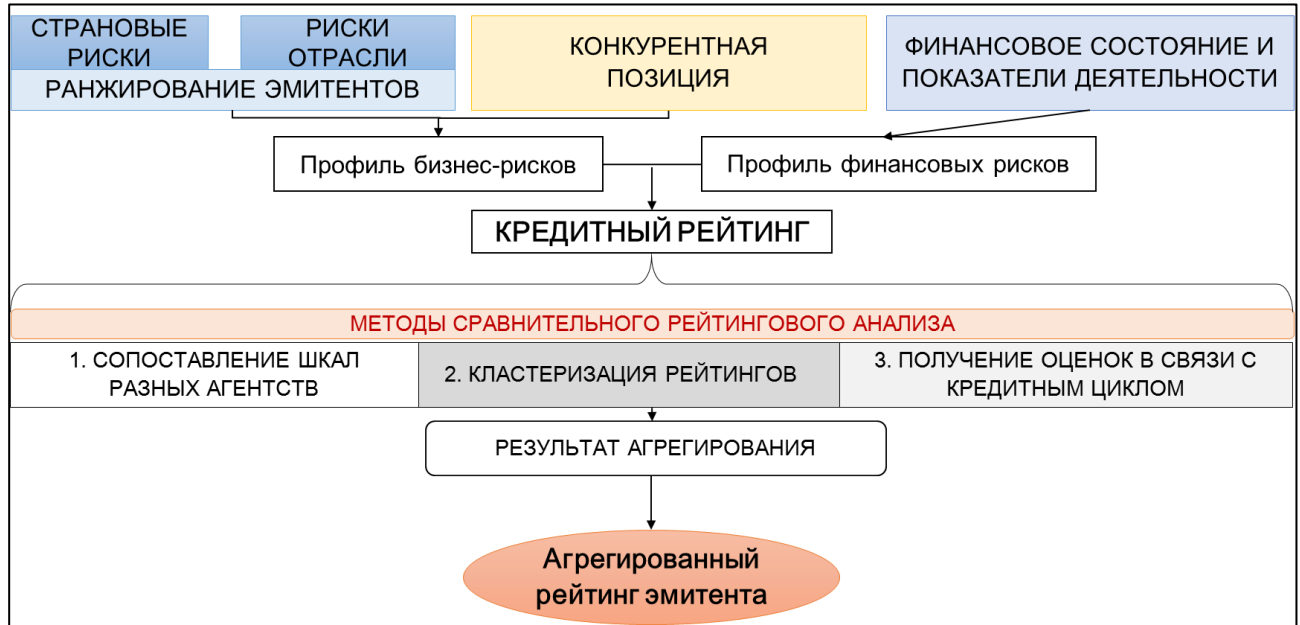 СТРАНОВЫЕ
РИСКИ
РИСКИ
ОТРАСЛИ
РАНЖИРОВАНИЕ ЭМИТЕНТОВ
КОНКУРЕНТНАЯ
ПОЗИЦИЯ
ФИНАНСОВОЕ СОСТОЯНИЕ И
ПОКАЗАТЕЛИ ДЕЯТЕЛЬНОСТИ
Профиль бизнес-рисков
Профиль финансовых рисков
КРЕДИТНЫЙ РЕЙТИНГ
МЕТОДЫ СРАВНИТЕЛЬНОГО РЕЙТИНГОВОГО АНАЛИЗА
1. СОПОСТАВЛЕНИЕ ШКАЛ
РАЗНЫХ АГЕНТСТВ
2. КЛАСТЕРИЗАЦИЯ РЕЙТИНГОВ
3. ПОЛУЧЕНИЕ ОЦЕНОК В СВЯЗИ С
КРЕДИТНЫМ ЦИКЛОМ
РЕЗУЛЬТАТ АГРЕГИРОВАНИЯ
Агрегированный
рейтинг эмитента